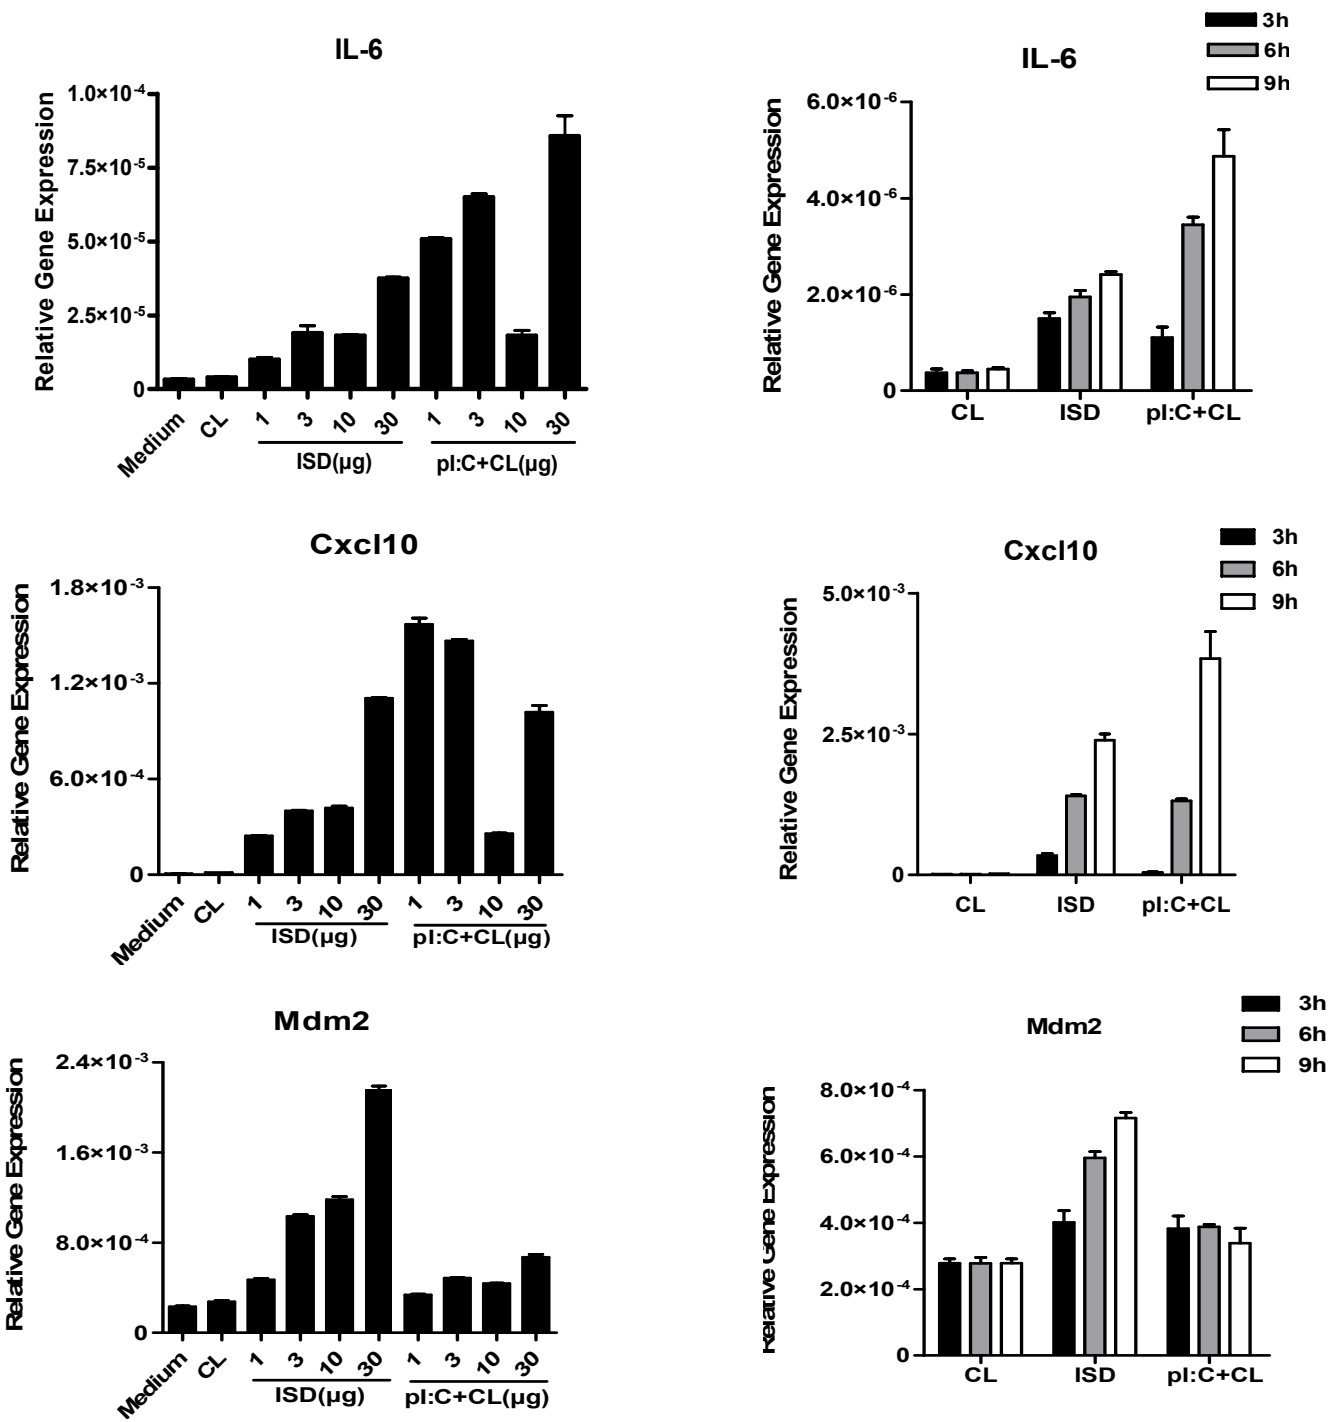 IL-6
Relative Gene Expression
1.0×10⁻⁴
7.5×10⁻⁵
5.0×10⁻⁵
2.5×10⁻⁵
0
Medium CL 1 3 10 30 1 3 10 30
ISD(µg) pI:C+CL(µg)
IL-6
3h
6h
9h
Relative Gene Expression
6.0×10⁻⁶
4.0×10⁻⁶
2.0×10⁻⁶
0
CL ISD pI:C+CL
Cxcl10
Relative Gene Expression
1.8×10⁻³
1.2×10⁻³
6.0×10⁻⁴
0
Medium CL 1 3 10 30 1 3 10 30
ISD(µg) pI:C+CL(µg)
Cxcl10
3h
6h
9h
Relative Gene Expression
5.0×10⁻³
2.5×10⁻³
0
CL ISD pI:C+CL
Mdm2
Relative Gene Expression
2.4×10⁻³
1.6×10⁻³
8.0×10⁻⁴
0
Medium CL 1 3 10 30 1 3 10 30
ISD(µg) pI:C+CL(µg)
Mdm2
3h
6h
9h
Relative Gene Expression
8.0×10⁻⁴
6.0×10⁻⁴
4.0×10⁻⁴
2.0×10⁻⁴
0
CL ISD pI:C+CL